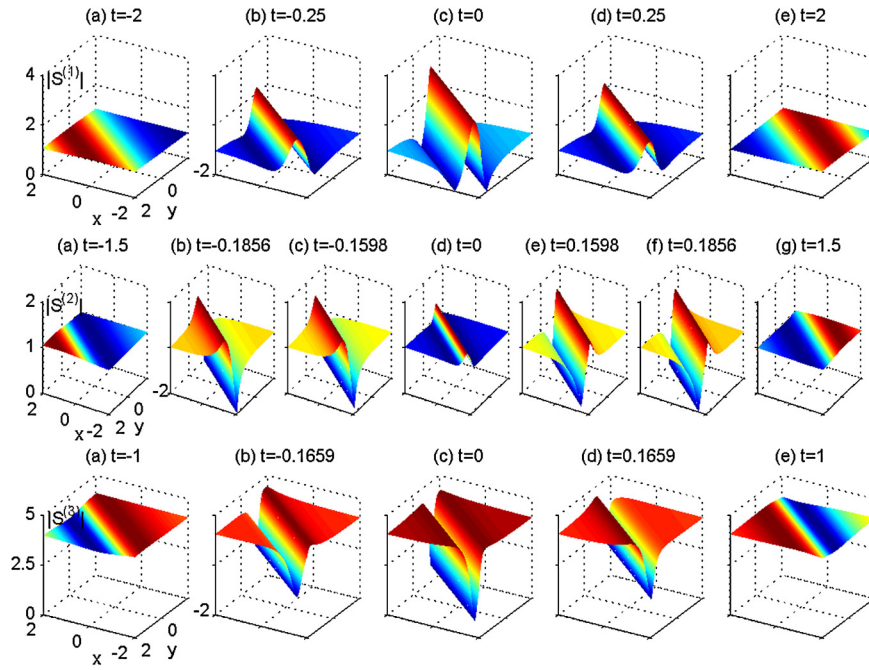 (a) t=-2 (b) t=-0.25 (c) t=0 (d) t=0.25 (e) t=2
|S^(1)|
4
2
0
2 0 -2
x
2 0
y
-2
(a) t=-1.5 (b) t=-0.1856 (c) t=-0.1598 (d) t=0 (e) t=0.1598 (f) t=0.1856 (g) t=1.5
|S^(2)|
2
1
0
2 0 -2
x
2 0
y
-2
(a) t=-1 (b) t=-0.1659 (c) t=0 (d) t=0.1659 (e) t=1
|S^(3)|
5
2.5
0
2 0 -2
x
2 0
y
-2